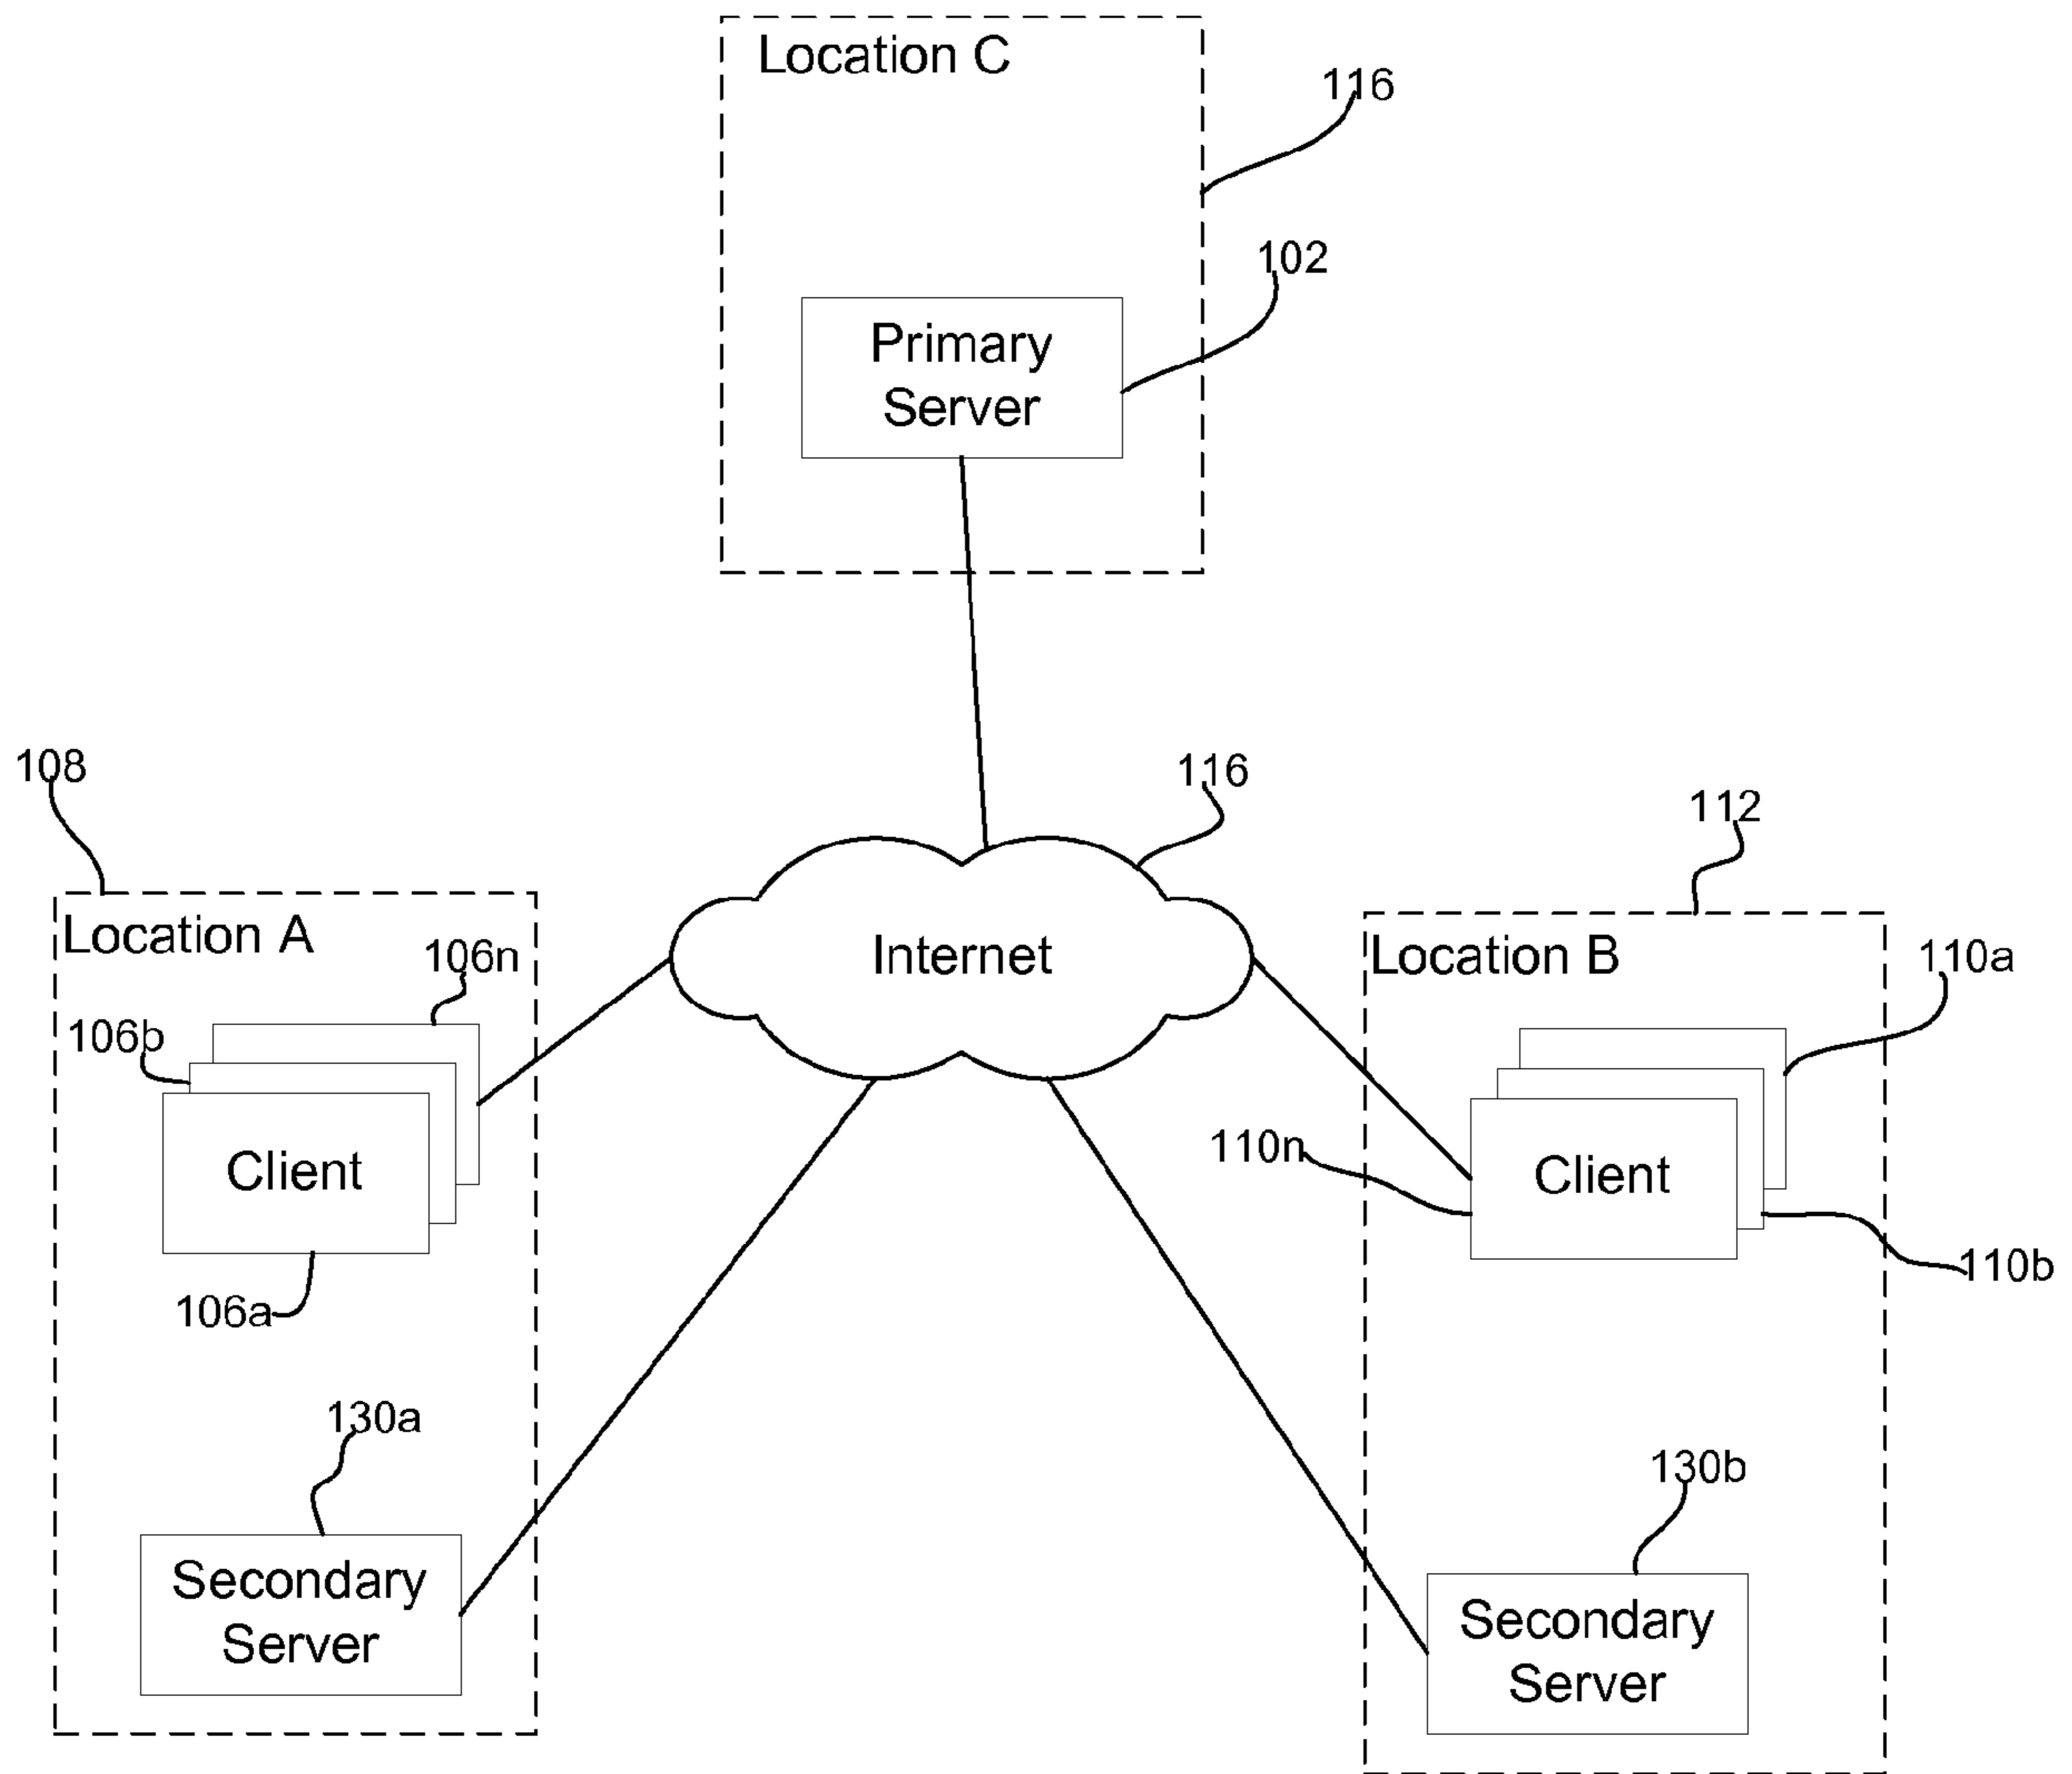 Location C
116
102
Primary
Server
108
116
112
Location A
106n
Internet
Location B
110a
106b
110n
Client
Client
110b
106a
130a
130b
Secondary
Server
Secondary
Server